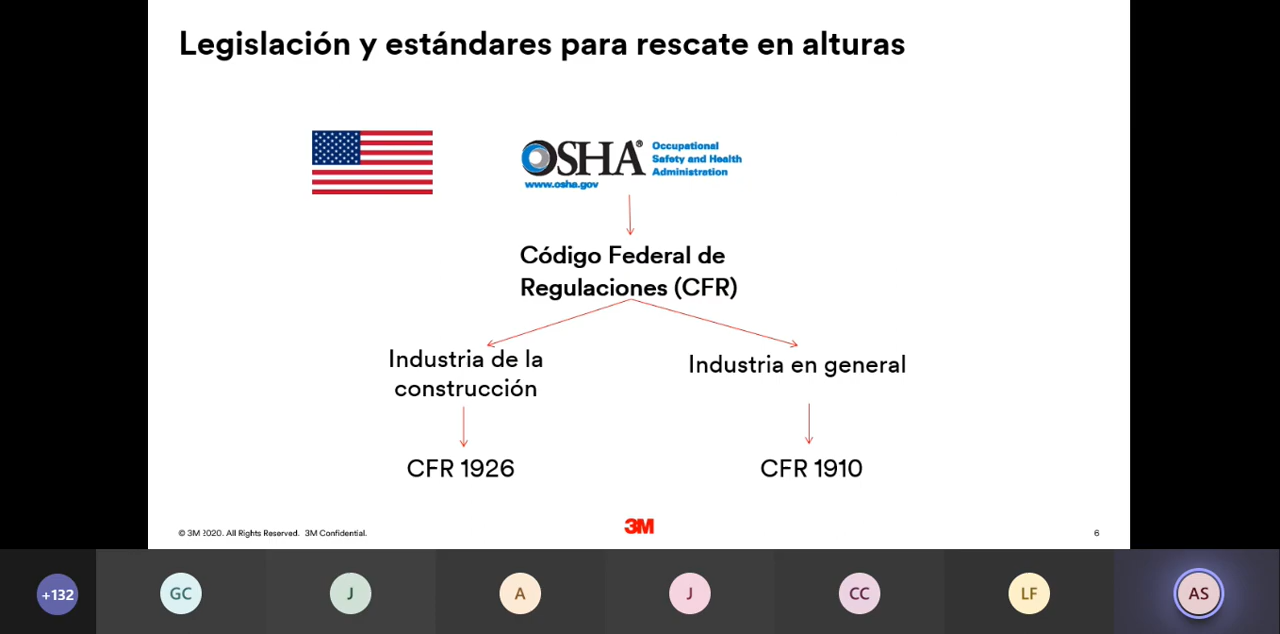 Legislación y estándares para rescate en alturas
OSHA®
Occupational
Safety and Health
Administration
www.osha.gov
Código Federal de
Regulaciones (CFR)
Industria de la
construcción
Industria en general
CFR 1926
CFR 1910
© 3M 2020. All Rights Reserved. 3M Confidential.
3M
6
+132
GC
J
A
J
CC
LF
AS